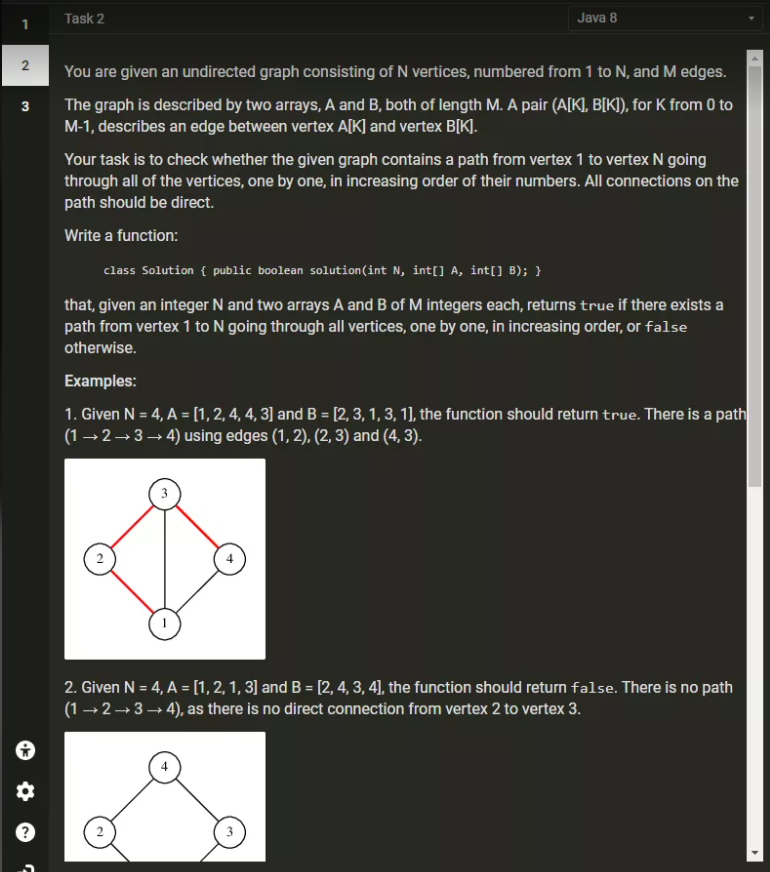 1
Task 2
Java 8
2
You are given an undirected graph consisting of N vertices, numbered from 1 to N, and M edges.
3
The graph is described by two arrays, A and B, both of length M. A pair (A[K], B[K]), for K from 0 to
M-1, describes an edge between vertex A[K] and vertex B[K].
Your task is to check whether the given graph contains a path from vertex 1 to vertex N going
through all of the vertices, one by one, in increasing order of their numbers. All connections on the
path should be direct.
Write a function:
class Solution { public boolean solution(int N, int[] A, int[] B); }
that, given an integer N and two arrays A and B of M integers each, returns true if there exists a
path from vertex 1 to N going through all vertices, one by one, in increasing order, or false
otherwise.
Examples:
1. Given N = 4, A = [1, 2, 4, 4, 3] and B = [2, 3, 1, 3, 1], the function should return true. There is a path
(1 → 2 → 3 → 4) using edges (1, 2), (2, 3) and (4, 3).
3
2
4
1
2. Given N = 4, A = [1, 2, 1, 3] and B = [2, 4, 3, 4], the function should return false. There is no path
(1 → 2 → 3 → 4), as there is no direct connection from vertex 2 to vertex 3.
4
2
3
?